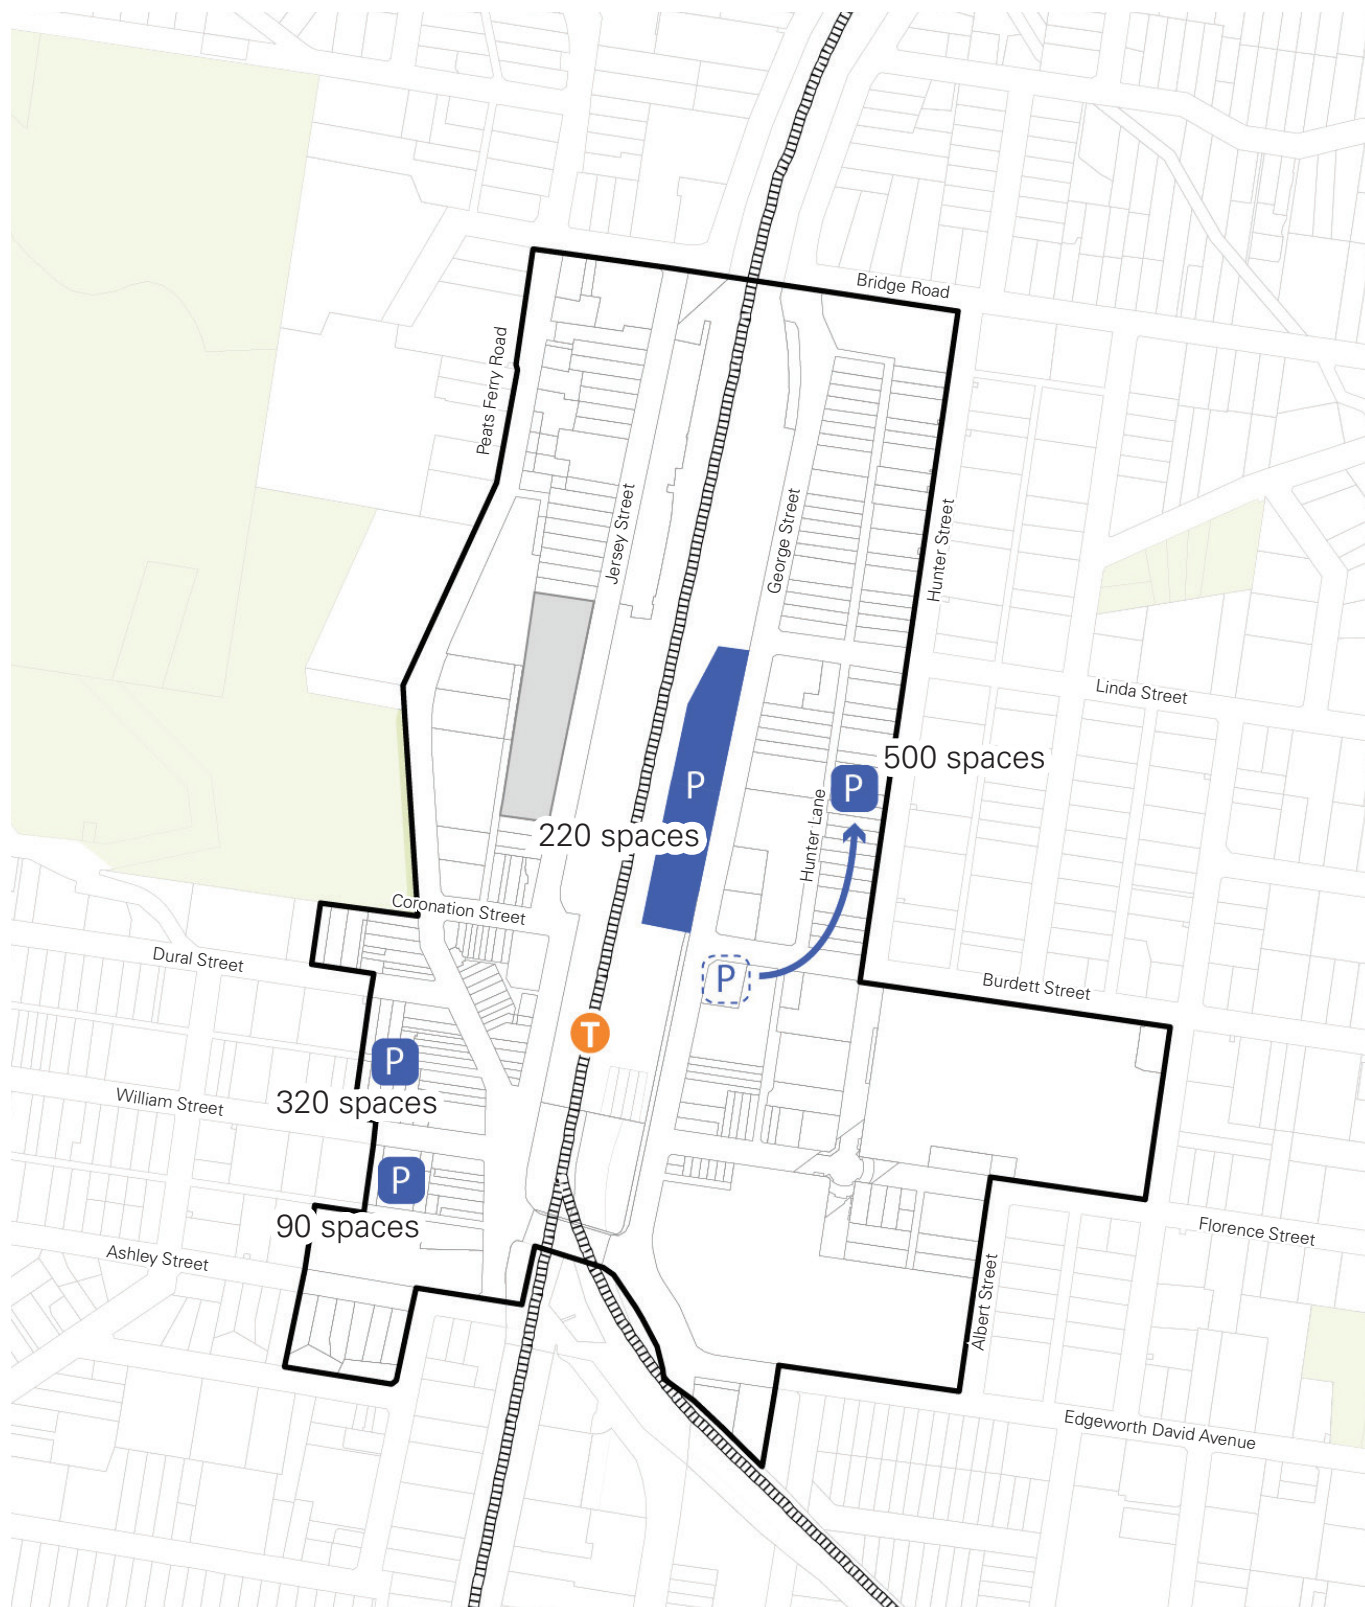 Bridge Road
Peats Ferry Road
Jersey Street
George Street
Hunter Street
Linda Street
500 spaces
P
P
Hunter Lane
220 spaces
Coronation Street
Dural Street
P
Burdett Street
T
P
320 spaces
William Street
P
90 spaces
Ashley Street
Florence Street
Albert Street
Edgeworth David Avenue